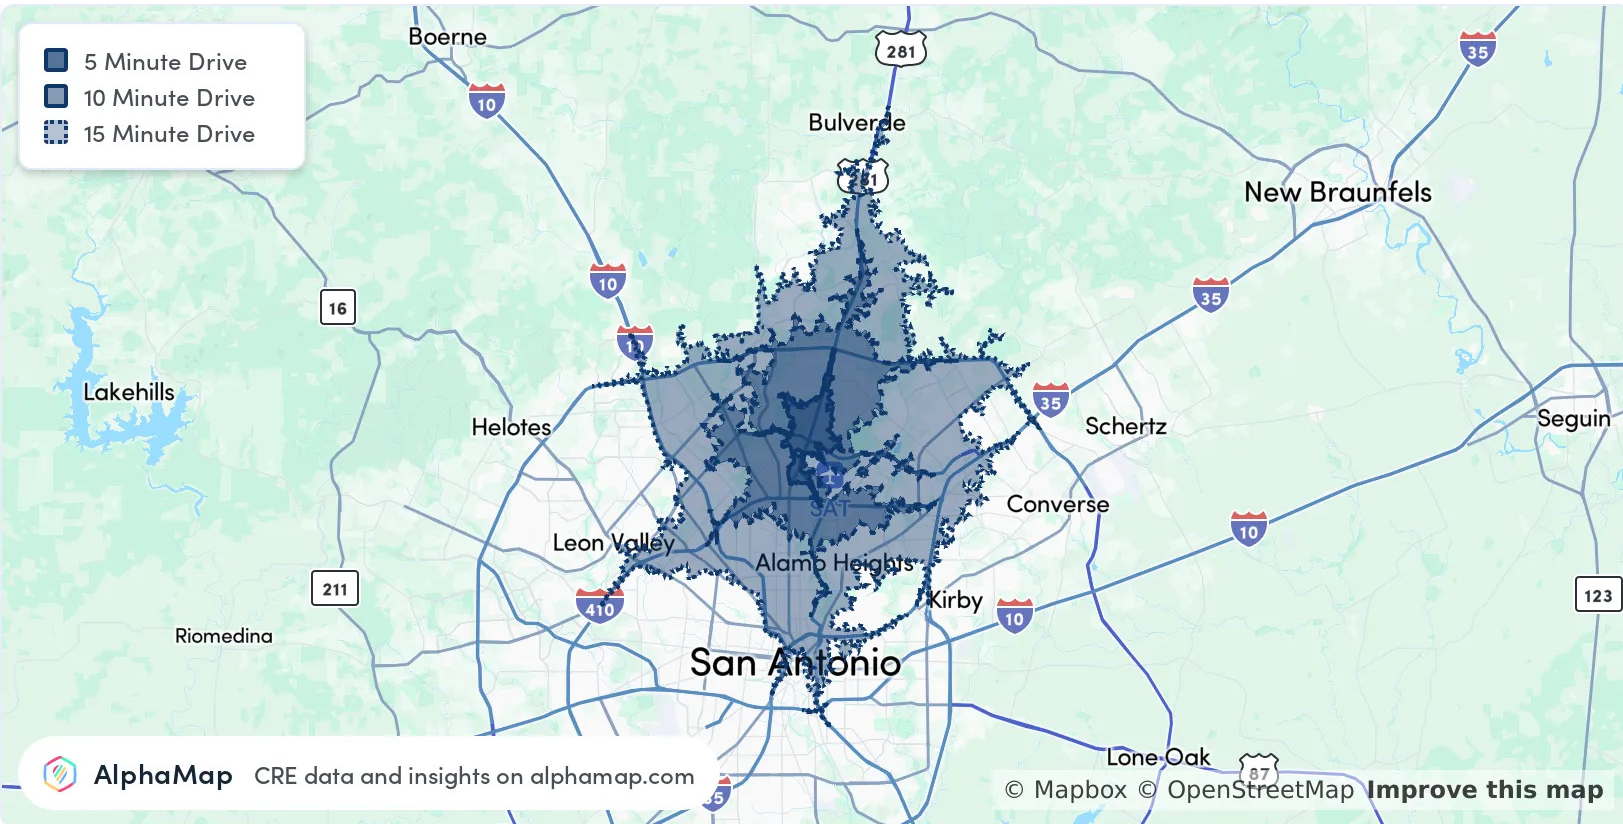 5 Minute Drive
10 Minute Drive
15 Minute Drive
Boerne
281
35
10
Bulverde
281
New Braunfels
10
35
16
10
Lakehills
35
Helotes
Schertz
Seguin
SAT
Converse
10
Leon Valley
Alamo Heights
211
410
Kirby
10
123
Riomedina
San Antonio
Lone Oak
87
35
AlphaMap CRE data and insights on alphamap.com
© Mapbox © OpenStreetMap Improve this map